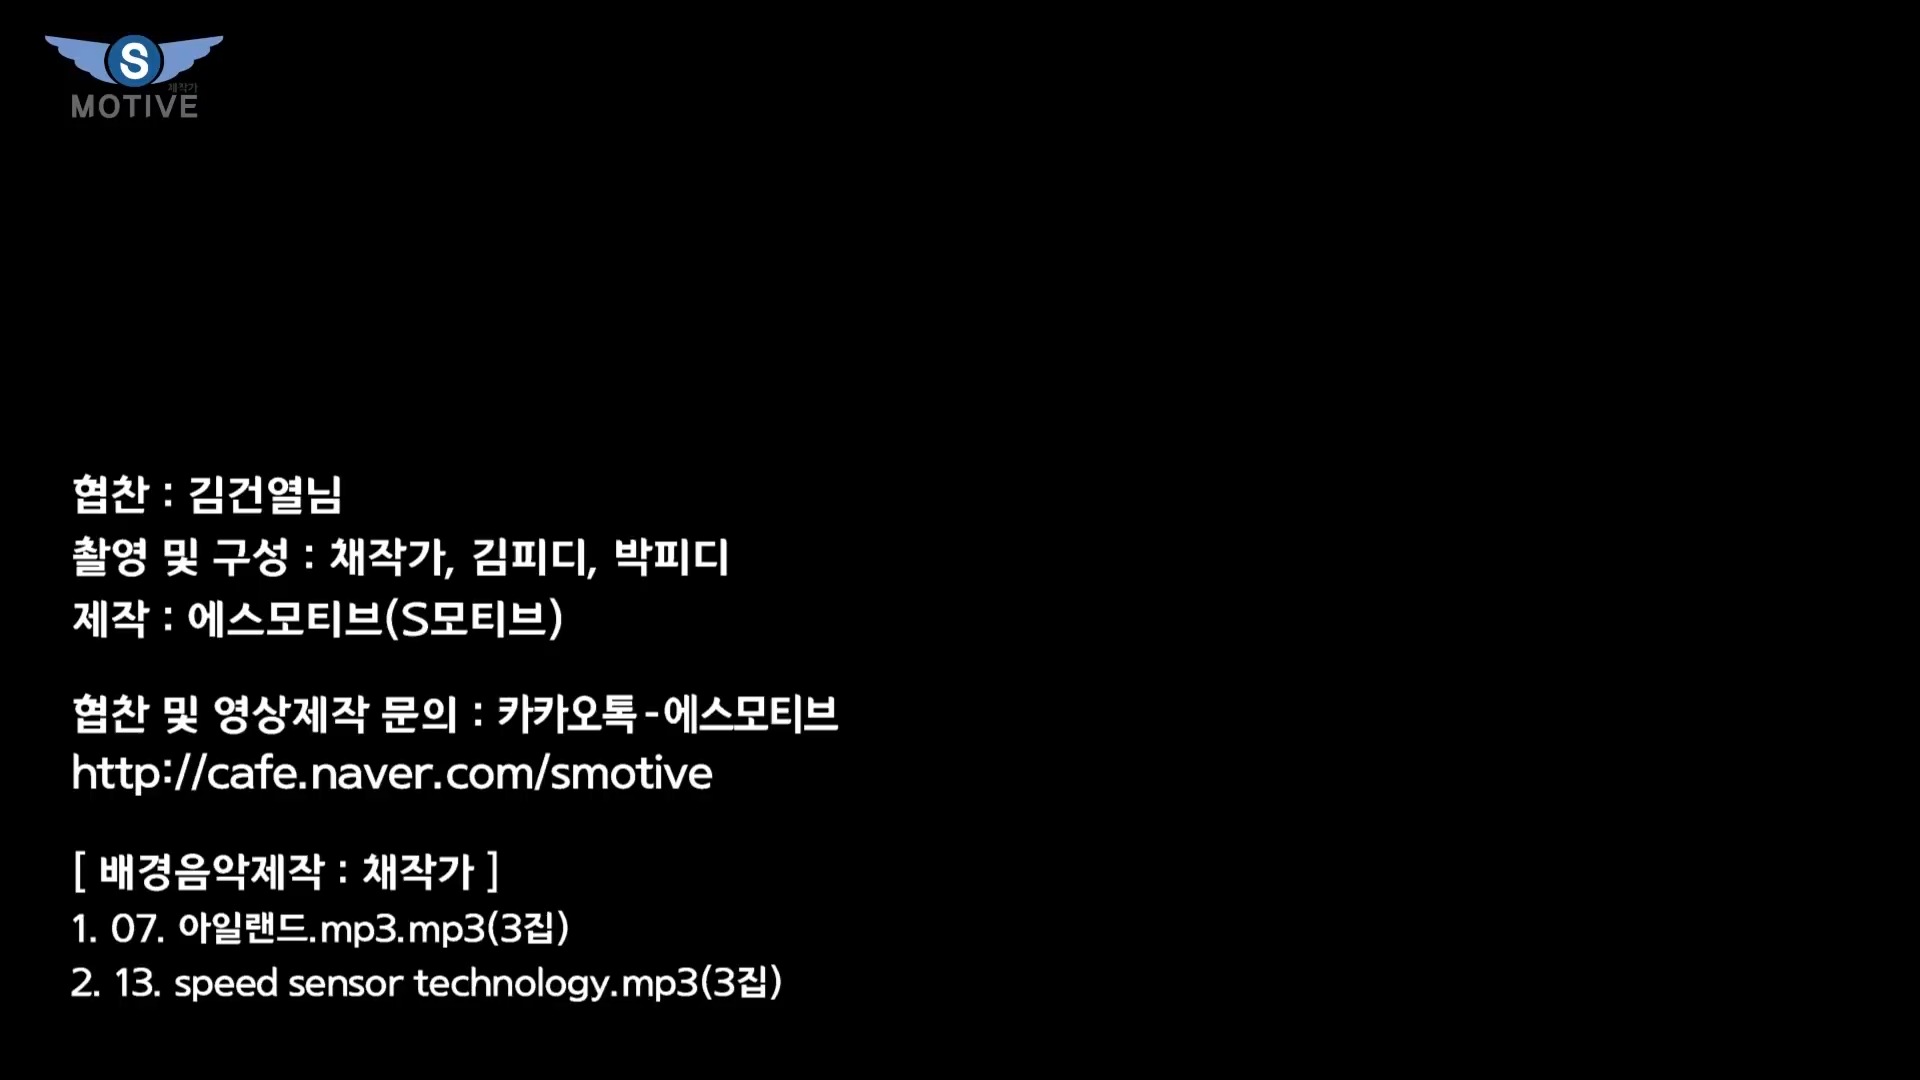 S
채작가
MOTIVE
협찬 : 김건열님
촬영 및 구성 : 채작가, 김피디, 박피디
제작 : 에스모티브(S모티브)
협찬 및 영상제작 문의 : 카카오톡-에스모티브
http://cafe.naver.com/smotive
[ 배경음악제작 : 채작가 ]
1. 07. 아일랜드.mp3.mp3(3집)
2. 13. speed sensor technology.mp3(3집)